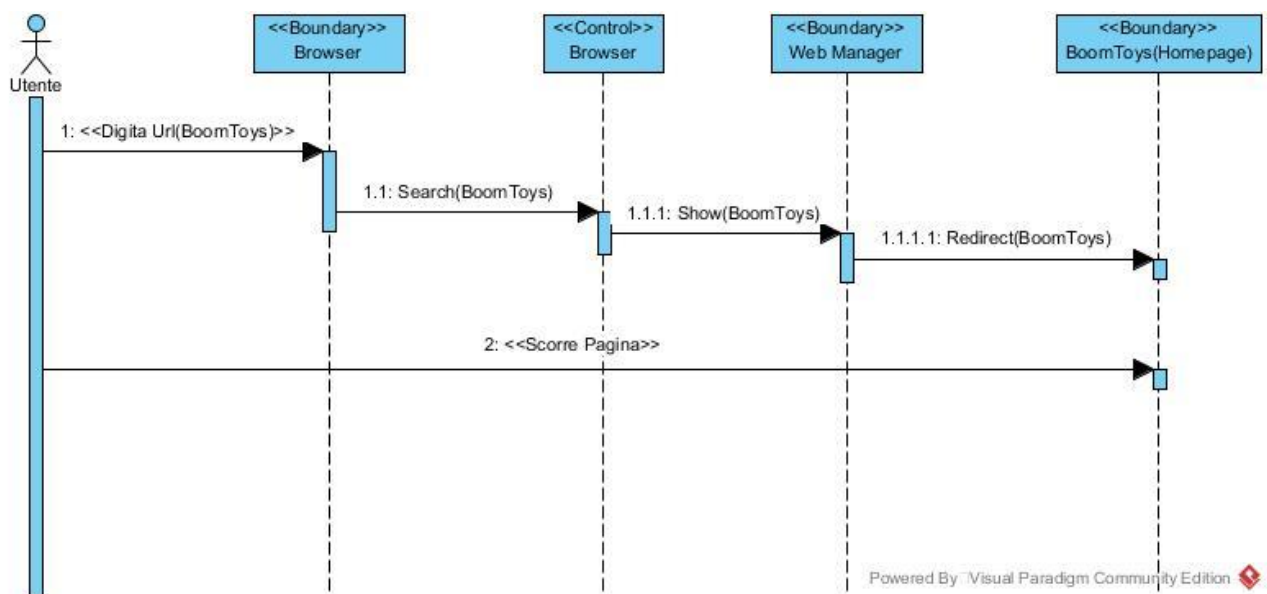 Utente
<<Boundary>>
Browser
<<Control>>
Browser
<<Boundary>>
Web Manager
<<Boundary>>
BoomToys(Homepage)
1: <<Digita Url(BoomToys)>>
1.1: Search(BoomToys)
1.1.1: Show(BoomToys)
1.1.1.1: Redirect(BoomToys)
2: <<Scorre Pagina>>
Powered By Visual Paradigm Community Edition